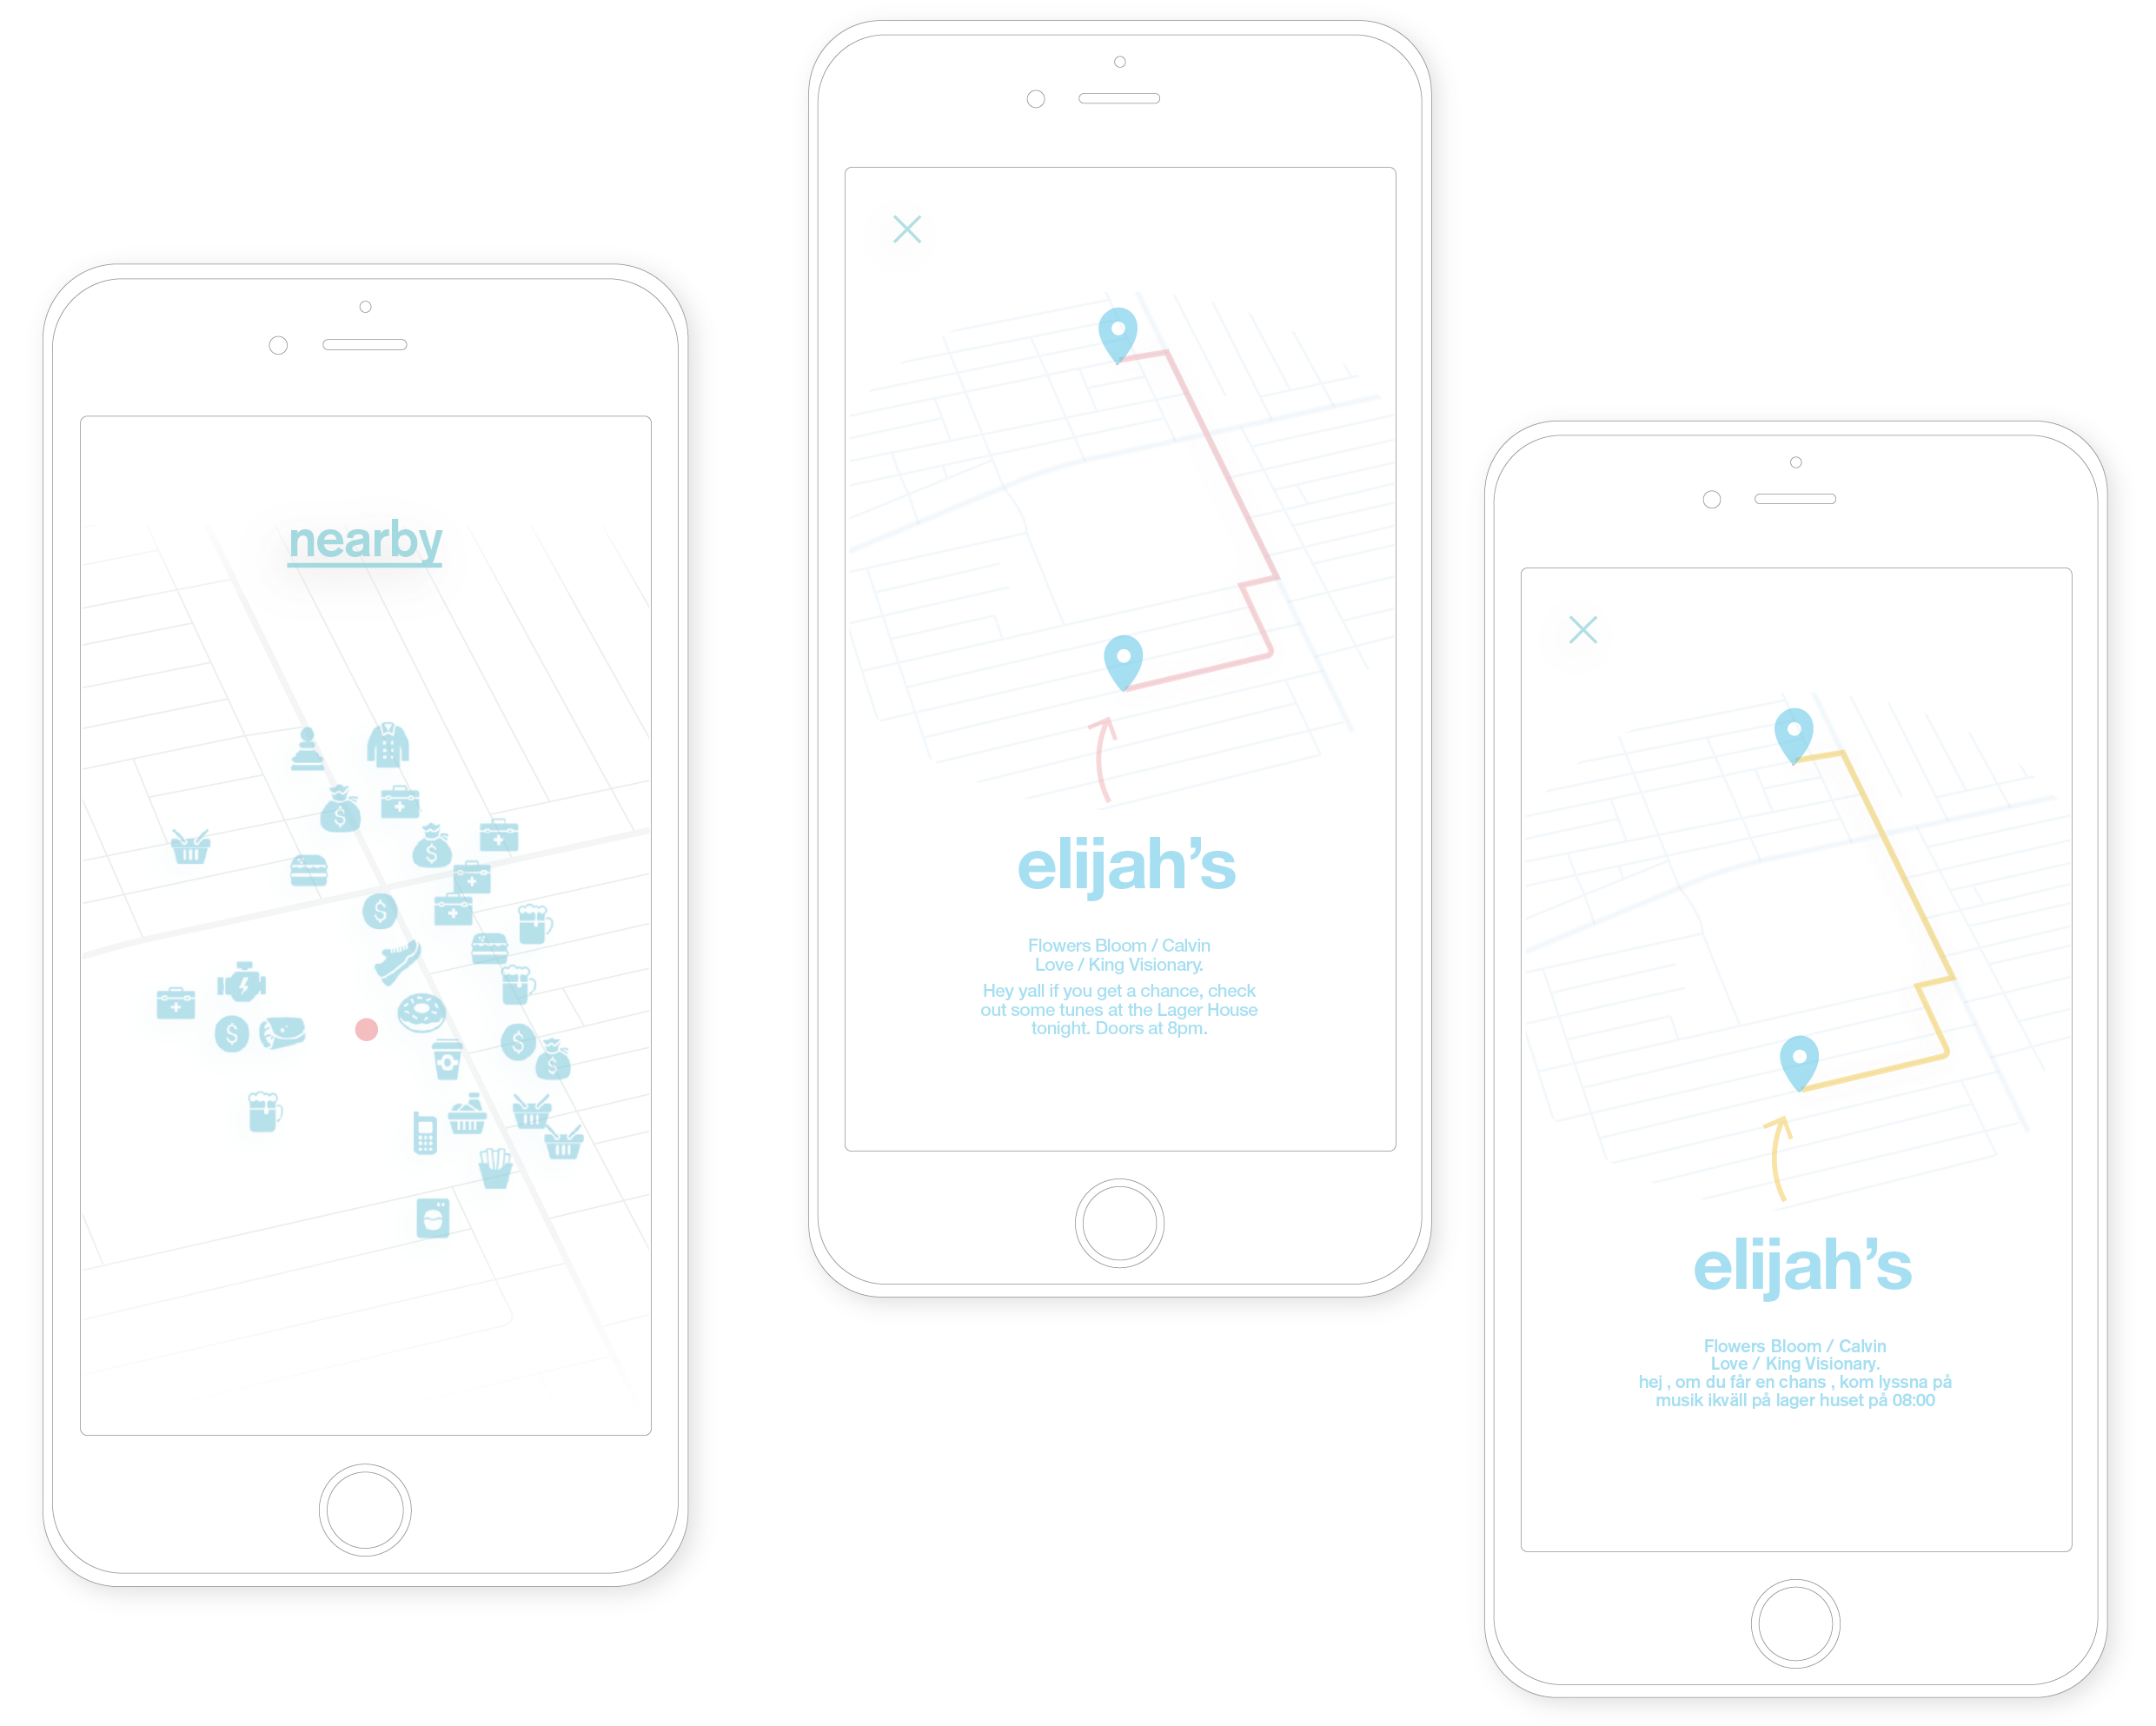 nearby
elijah’s
Flowers Bloom / Calvin
Love / King Visionary.
Hey yall if you get a chance, check
out some tunes at the Lager House
tonight. Doors at 8pm.
elijah’s
Flowers Bloom / Calvin
Love / King Visionary.
hej , om du får en chans , kom lyssna på
musik ikväll på lager huset på 08:00